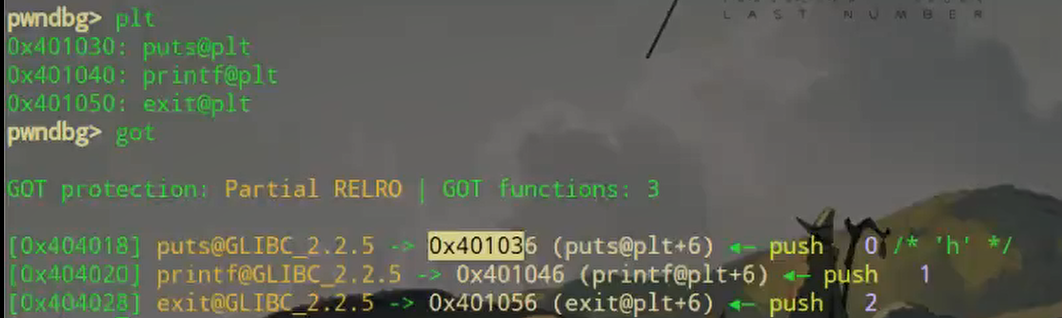 LAST NUMBER
pwndbg> plt
0x401030: puts@plt
0x401040: printf@plt
0x401050: exit@plt
pwndbg> got
GOT protection: Partial RELRO | GOT functions: 3
[0x404018] puts@GLIBC_2.2.5 -> 0x401036 (puts@plt+6) ◂— push 0 /* 'h' */
[0x404020] printf@GLIBC_2.2.5 -> 0x401046 (printf@plt+6) ◂— push 1
[0x404028] exit@GLIBC_2.2.5 -> 0x401056 (exit@plt+6) ◂— push 2